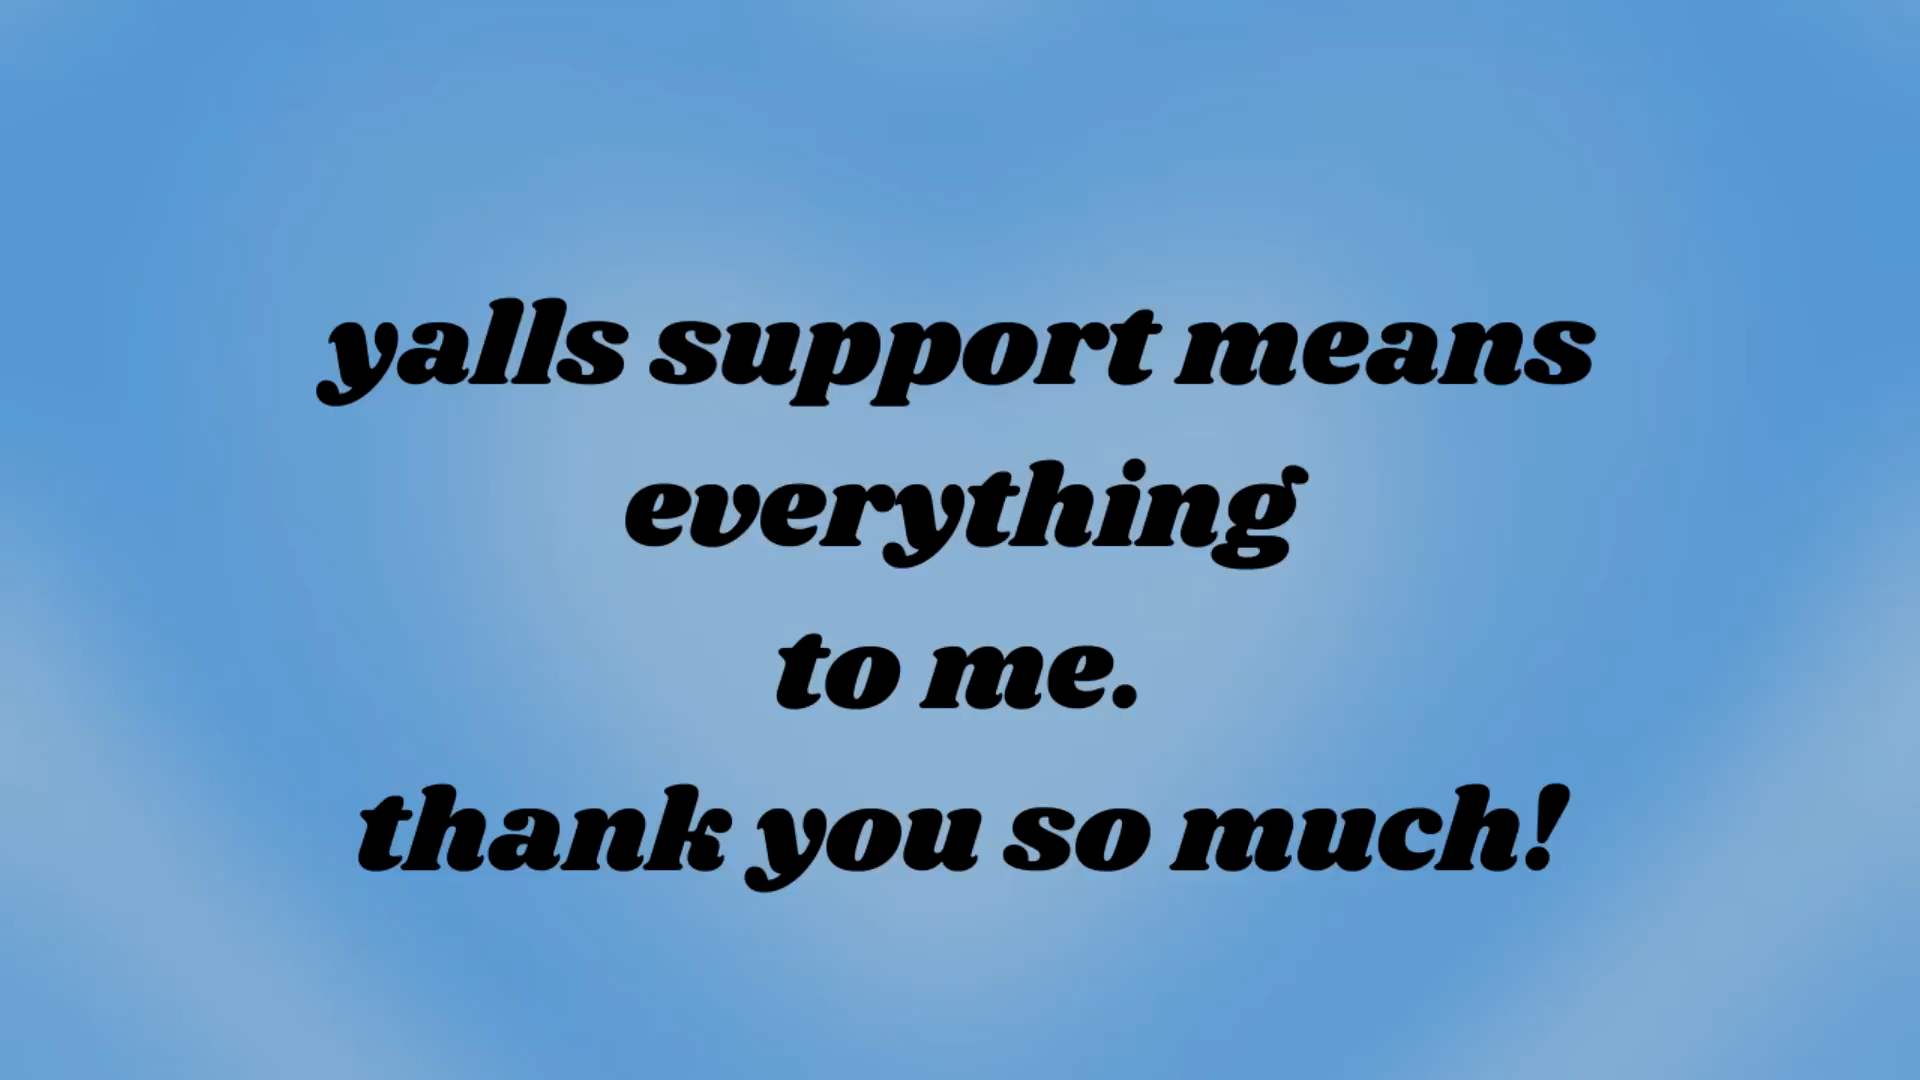 yalls support means
everything
to me.
thank you so much!